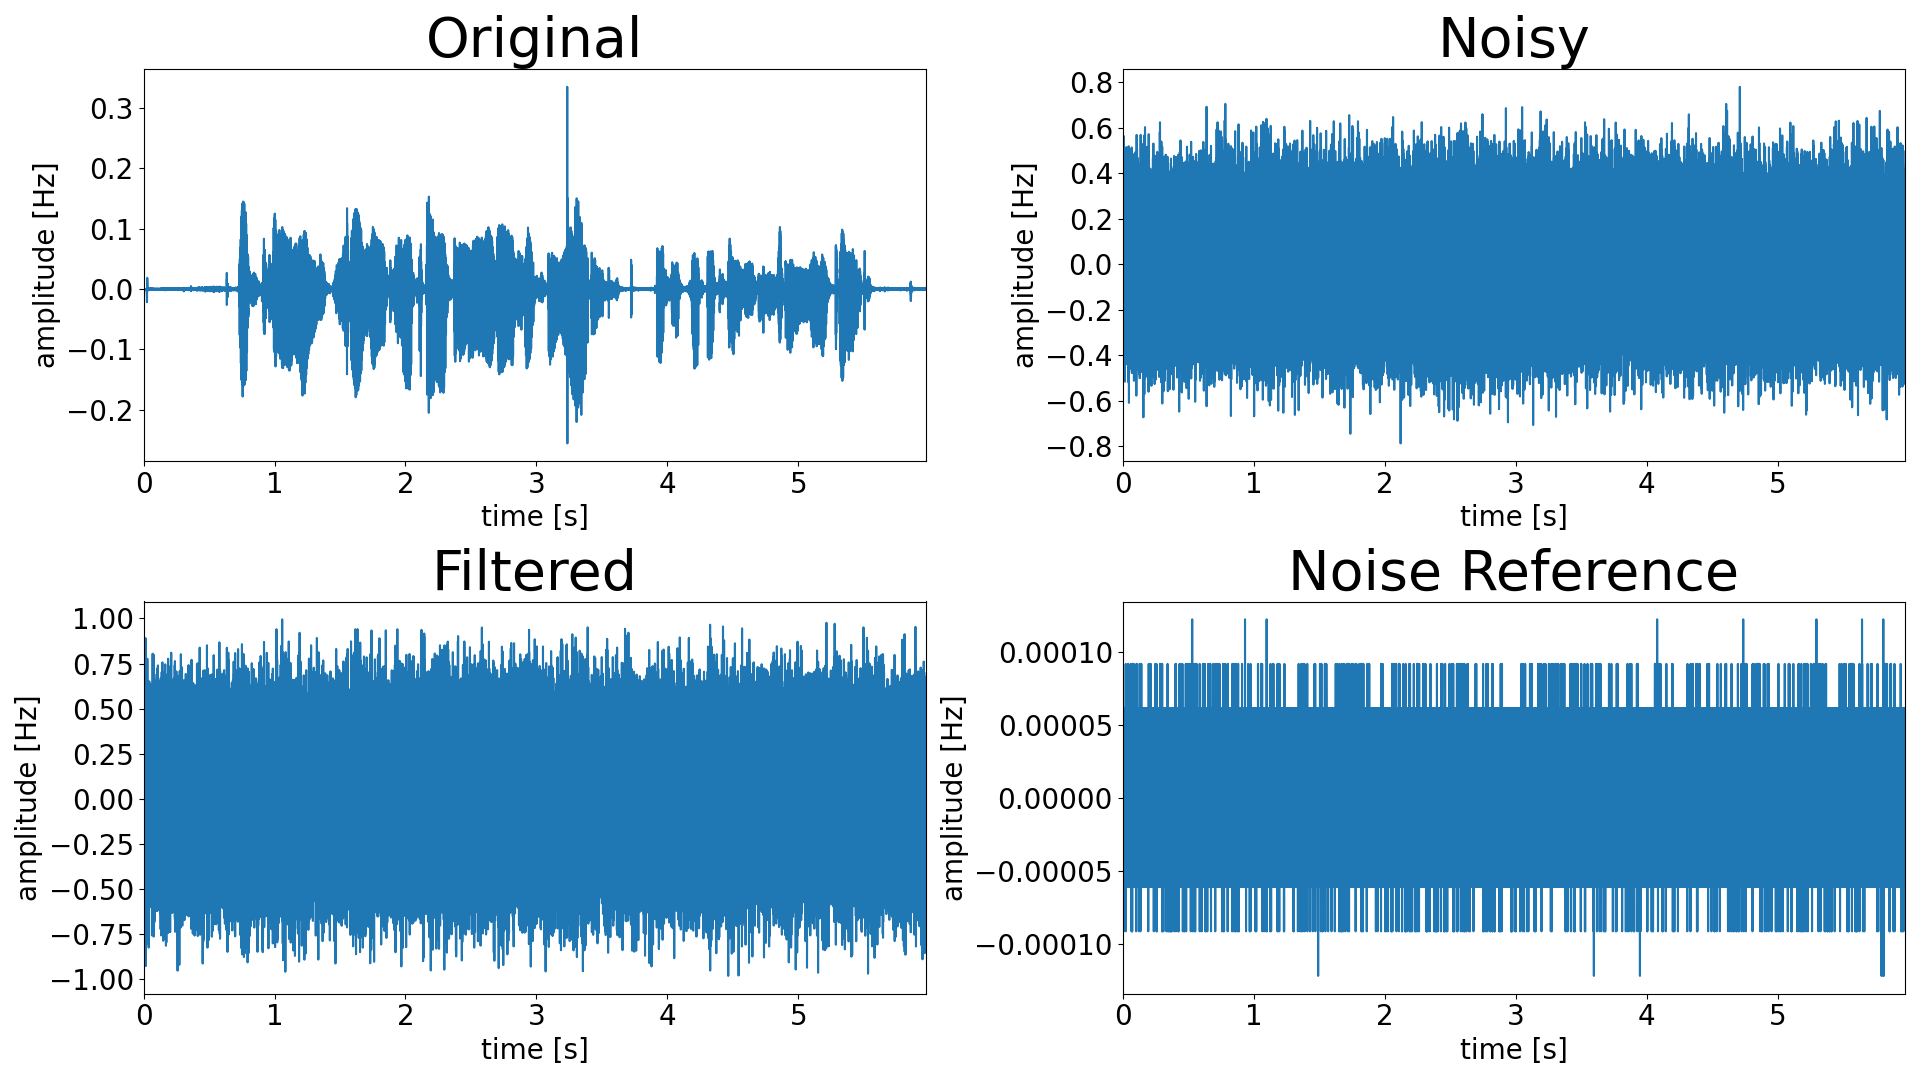 Original
amplitude [Hz]
0.3
0.2
0.1
0.0
−0.1
−0.2
0 1 2 3 4 5
time [s]
Noisy
amplitude [Hz]
0.8
0.6
0.4
0.2
0.0
−0.2
−0.4
−0.6
−0.8
0 1 2 3 4 5
time [s]
Filtered
amplitude [Hz]
1.00
0.75
0.50
0.25
0.00
−0.25
−0.50
−0.75
−1.00
0 1 2 3 4 5
time [s]
Noise Reference
amplitude [Hz]
0.00010
0.00005
0.00000
−0.00005
−0.00010
0 1 2 3 4 5
time [s]